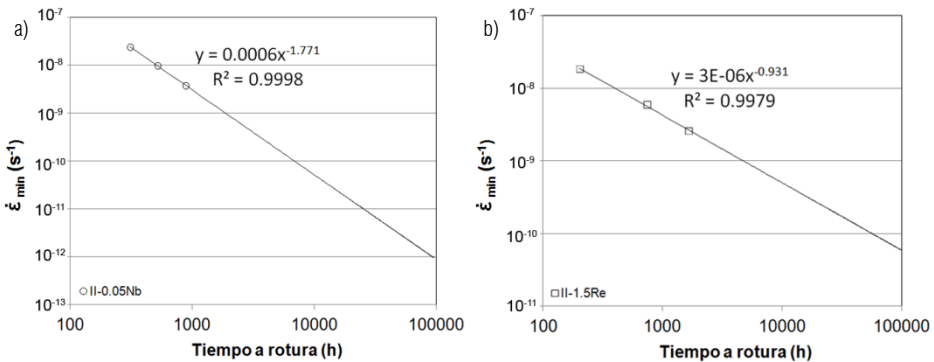 a)
10-7
10-8
10-9
10-10
10-11
10-12
10-13
ε̇ min (s-1)
y = 0.0006x-1.771
R² = 0.9998
II-0.05Nb
100
1000
10000
100000
Tiempo a rotura (h)
b)
10-7
10-8
10-9
10-10
10-11
ε̇ min (s-1)
y = 3E-06x-0.931
R² = 0.9979
II-1.5Re
100
1000
10000
100000
Tiempo a rotura (h)